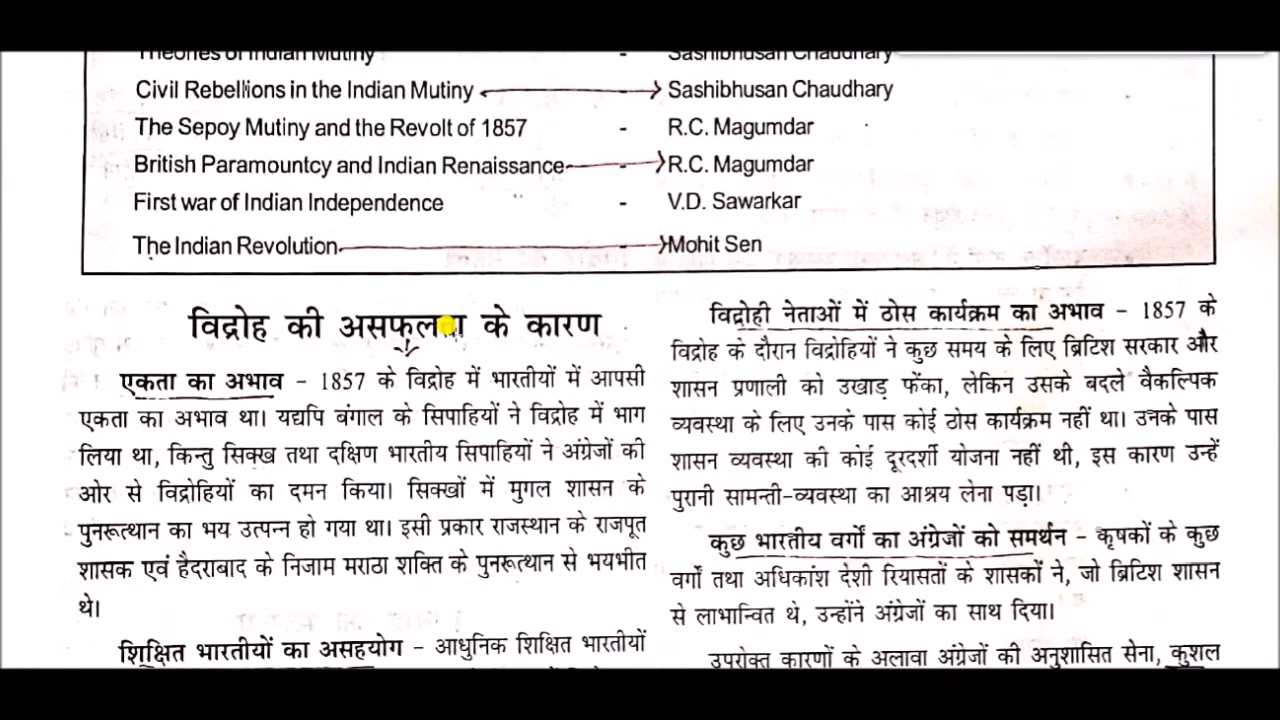 Theories of Indian Mutiny - Sashibhusan Chaudhary
Civil Rebellions in the Indian Mutiny - Sashibhusan Chaudhary
The Sepoy Mutiny and the Revolt of 1857 - R.C. Magumdar
British Paramountcy and Indian Renaissance - R.C. Magumdar
First war of Indian Independence - V.D. Sawarkar
The Indian Revolution - Mohit Sen
विद्रोह की असफलता के कारण
एकता का अभाव – 1857 के विद्रोह में भारतीयों में आपसी
एकता का अभाव था। यद्यपि बंगाल के सिपाहियों ने विद्रोह में भाग
लिया था, किन्तु सिक्ख तथा दक्षिण भारतीय सिपाहियों ने अंग्रेजों की
ओर से विद्रोहियों का दमन किया। सिक्खों में मुगल शासन के
पुनरूत्थान का भय उत्पन्न हो गया था। इसी प्रकार राजस्थान के राजपूत
शासक एवं हैदराबाद के निजाम मराठा शक्ति के पुनरूत्थान से भयभीत
थे।
शिक्षित भारतीयों का असहयोग – आधुनिक शिक्षित भारतीयों
विद्रोही नेताओं में ठोस कार्यक्रम का अभाव – 1857 के
विद्रोह के दौरान विद्रोहियों ने कुछ समय के लिए ब्रिटिश सरकार और
शासन प्रणाली को उखाड़ फेंका, लेकिन उसके बदले वैकल्पिक
व्यवस्था के लिए उनके पास कोई ठोस कार्यक्रम नहीं था। उनके पास
शासन व्यवस्था की कोई दूरदर्शी योजना नहीं थी, इस कारण उन्हें
पुरानी सामन्ती-व्यवस्था का आश्रय लेना पड़ा।
कुछ भारतीय वर्गो का अंग्रेजों को समर्थन – कृषकों के कुछ
वर्गों तथा अधिकांश देशी रियासतों के शासकों ने, जो ब्रिटिश शासन
से लाभान्वित थे, उन्होंने अंग्रेजों का साथ दिया।
उपरोक्त कारणों के अलावा अंग्रेजों की अनुशासित सेना, कुशल